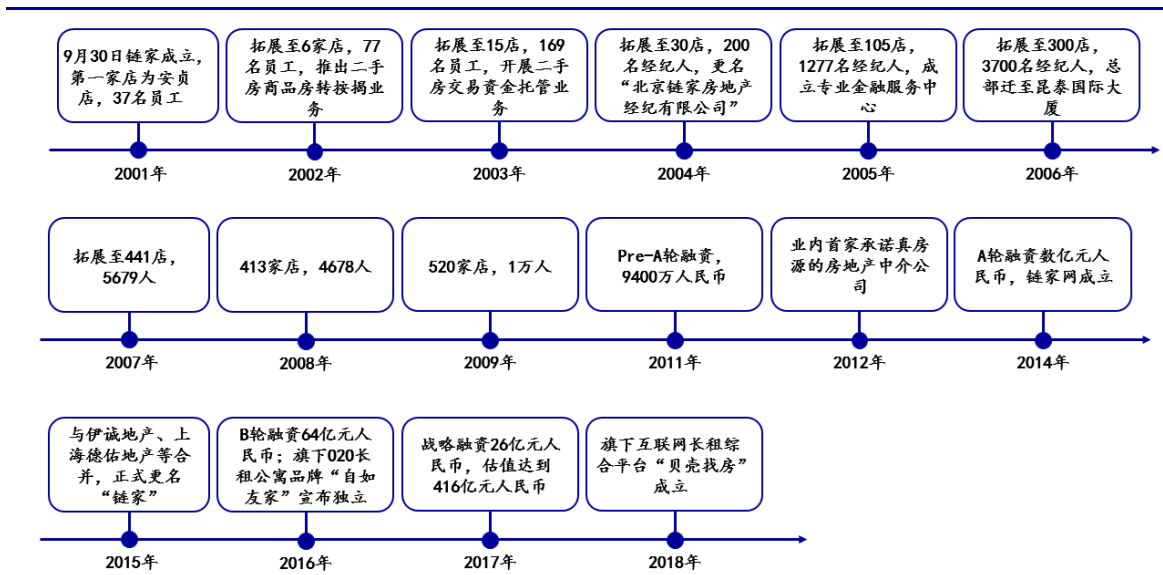 9月30日链家成立，
第一家店为安贞
店，37名员工
拓展至6家店，77
名员工，推出二手
房商品房转按揭业
务
拓展至15店，169
名员工，开展二手
房交易资金托管业
务
拓展至30店，200
名经纪人，更名
“北京链家房地产
经纪有限公司”
拓展至105店，
1277名经纪人，成
立专业金融服务中
心
拓展至300店，
3700名经纪人，总
部迁至昆泰国际大
厦
2001年
2002年
2003年
2004年
2005年
2006年
拓展至441店，
5679人
413家店，4678人
520家店，1万人
Pre-A轮融资，
9400万人民币
业内首家承诺真房
源的房地产中介公
司
A轮融资数亿元人
民币，链家网成立
2007年
2008年
2009年
2011年
2012年
2014年
与伊诚地产、上
海德佑地产等合
并，正式更名
“链家”
B轮融资64亿元人
民币；旗下O2O长
租公寓品牌“自如
友家”宣布独立
战略融资26亿元人
民币，估值达到
416亿元人民币
旗下互联网长租综
合平台“贝壳找房”
成立
2015年
2016年
2017年
2018年